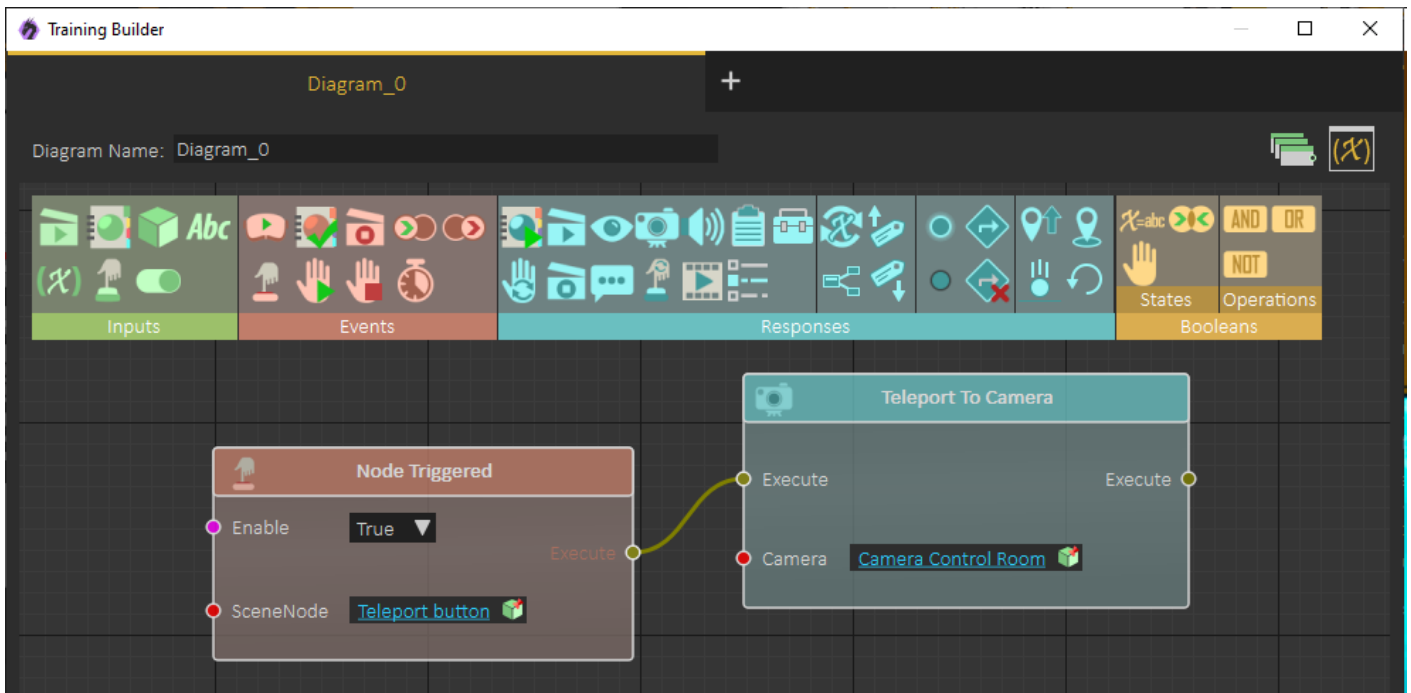 Training Builder
Diagram_0
+
Diagram Name: Diagram_0
(X)
Abc
X=abc
AND OR
(X)
NOT
States Operations
Inputs Events Responses Booleans
Teleport To Camera
Node Triggered
Execute Execute
Enable True
Execute
Camera Camera Control Room
SceneNode Teleport button